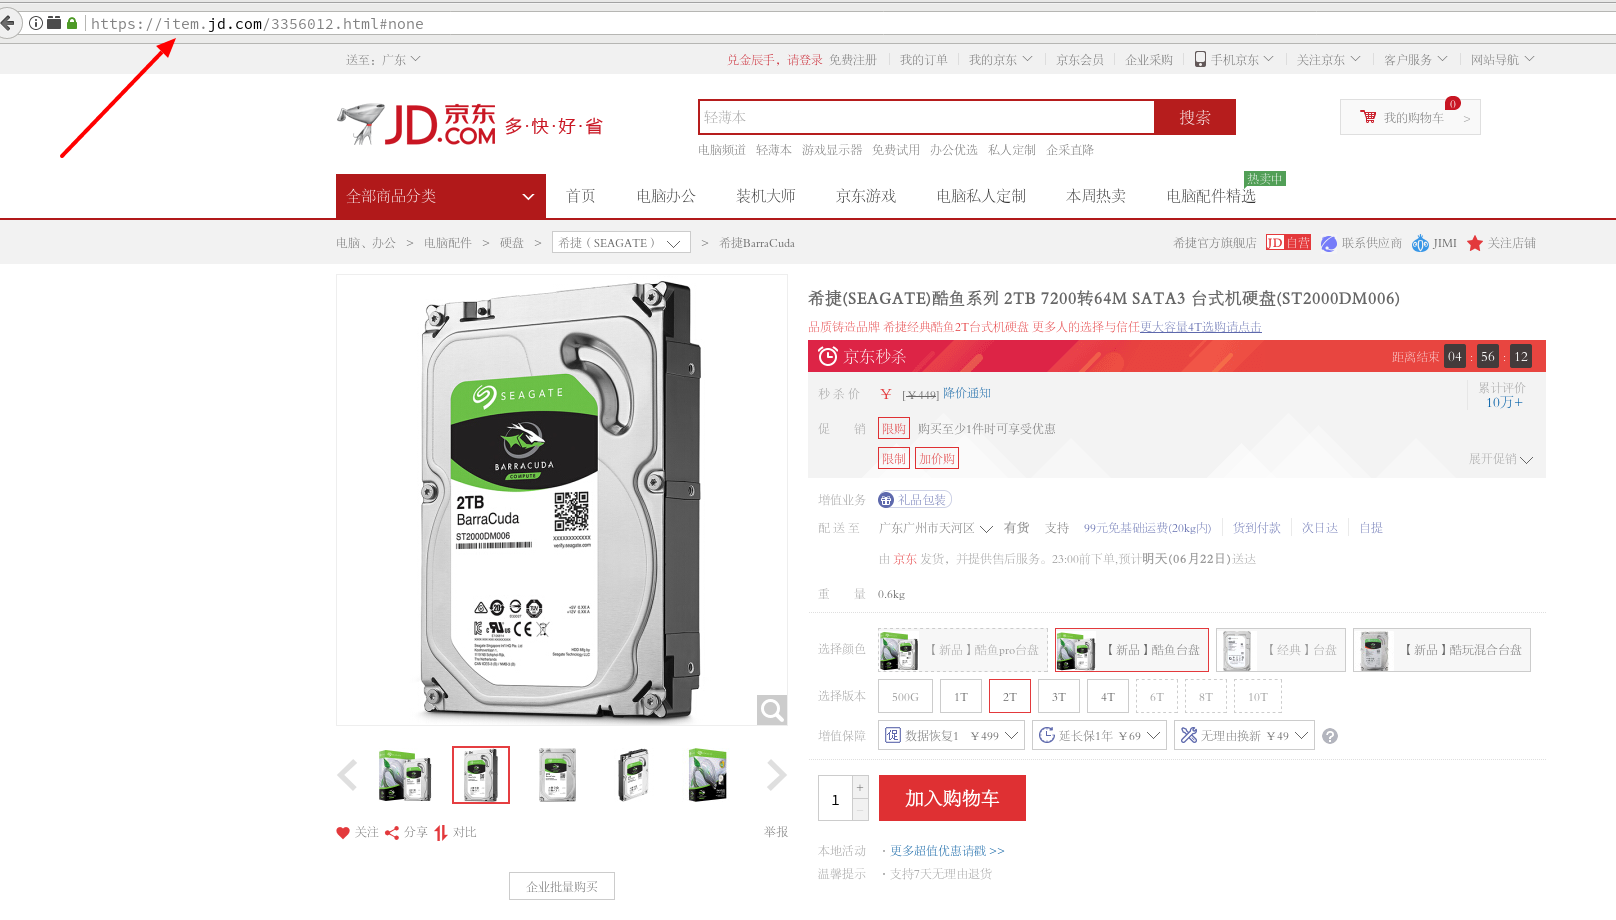 https://item.jd.com/3356012.html#none
送至：广东
兑金辰手，请登录 免费注册 我的订单 我的京东 京东会员 企业采购 手机京东 关注京东 客户服务 网站导航
JD.COM 京东 多·快·好·省
轻薄本 搜索
0
我的购物车 >
电脑频道 轻薄本 游戏显示器 免费试用 办公优选 私人定制 企采直降
热卖中
全部商品分类 首页 电脑办公 装机大师 京东游戏 电脑私人定制 本周热卖 电脑配件精选
电脑、办公 > 电脑配件 > 硬盘 > 希捷（SEAGATE） > 希捷BarraCuda
希捷官方旗舰店 JD自营 联系供应商 JIMI 关注店铺
希捷(SEAGATE)酷鱼系列 2TB 7200转64M SATA3 台式机硬盘(ST2000DM006)
品质铸造品牌 希捷经典酷鱼2T台式机硬盘 更多人的选择与信任更大容量4T选购请点击
京东秒杀 距离结束 04 : 56 : 12
秒杀价 ￥ [￥449] 降价通知
累计评价
10万+
促销 限购 购买至少1件时可享受优惠
限制 加价购 展开促销
增值业务 礼品包装
配送至 广东广州市天河区 有货 支持 99元免基础运费(20kg内) 货到付款 次日达 自提
由 京东 发货，并提供售后服务。23:00前下单,预计明天(06月22日)送达
重量 0.6kg
选择颜色 【新品】酷鱼pro台盘 【新品】酷鱼台盘 【经典】台盘 【新品】酷玩混合台盘
选择版本 500G 1T 2T 3T 4T 6T 8T 10T
增值保障 促 数据恢复1 ￥499 延长保1年 ￥69 无理由换新 ￥49 ?
1 + − 加入购物车
本地活动 · 更多超值优惠请戳 >>
温馨提示 · 支持7天无理由退货
SEAGATE
BARRACUDA
COMPUTE
2TB
BarraCuda
ST2000DM006
XXXXXXXXXXXX
verify.seagate.com
关注 分享 对比 举报
企业批量购买